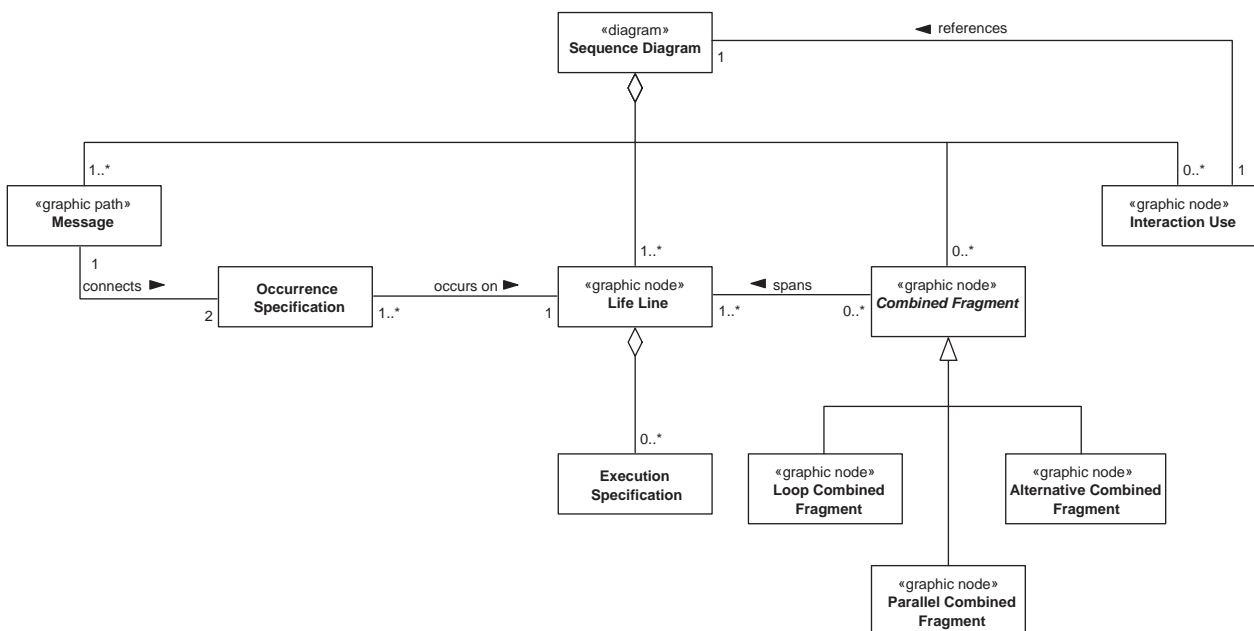 «diagram»
Sequence Diagram
references
1
1..*
0..*
1
«graphic path»
Message
«graphic node»
Interaction Use
1
connects
2
Occurrence
Specification
occurs on
1..*
1
1..*
«graphic node»
Life Line
spans
1..*
0..*
0..*
«graphic node»
Combined Fragment
0..*
Execution
Specification
«graphic node»
Loop Combined
Fragment
«graphic node»
Alternative Combined
Fragment
«graphic node»
Parallel Combined
Fragment